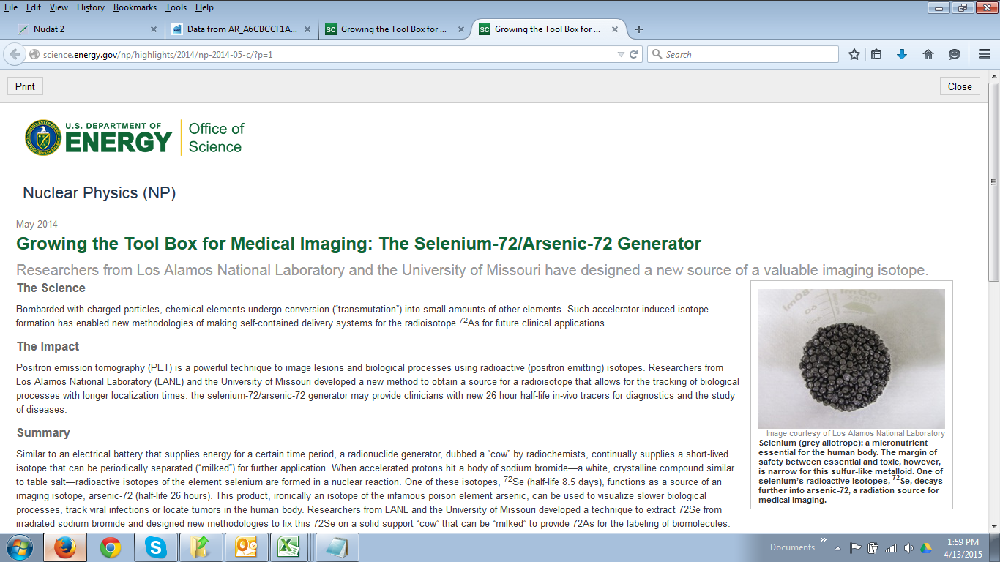 File Edit View History Bookmarks Tools Help
Nudat 2 × Data from AR_A6CBCCF1A... × Growing the Tool Box for ... × Growing the Tool Box for ... × +
science.energy.gov/np/highlights/2014/np-2014-05-c/?p=1 Search
Print Close
U.S. DEPARTMENT OF
ENERGY
Office of
Science
Nuclear Physics (NP)
May 2014
Growing the Tool Box for Medical Imaging: The Selenium-72/Arsenic-72 Generator
Researchers from Los Alamos National Laboratory and the University of Missouri have designed a new source of a valuable imaging isotope.
The Science
Bombarded with charged particles, chemical elements undergo conversion (“transmutation”) into small amounts of other elements. Such accelerator induced isotope
formation has enabled new methodologies of making self-contained delivery systems for the radioisotope 72As for future clinical applications.
The Impact
Positron emission tomography (PET) is a powerful technique to image lesions and biological processes using radioactive (positron emitting) isotopes. Researchers from
Los Alamos National Laboratory (LANL) and the University of Missouri developed a new method to obtain a source for a radioisotope that allows for the tracking of biological
processes with longer localization times: the selenium-72/arsenic-72 generator may provide clinicians with new 26 hour half-life in-vivo tracers for diagnostics and the study
of diseases.
Summary
Similar to an electrical battery that supplies energy for a certain time period, a radionuclide generator, dubbed a “cow” by radiochemists, continually supplies a short-lived
isotope that can be periodically separated (“milked”) for further application. When accelerated protons hit a body of sodium bromide—a white, crystalline compound similar
to table salt—radioactive isotopes of the element selenium are formed in a nuclear reaction. One of these isotopes, 72Se (half-life 8.5 days), functions as a source of an
imaging isotope, arsenic-72 (half-life 26 hours). This product, ironically an isotope of the infamous poison element arsenic, can be used to visualize slower biological
processes, track viral infections or locate tumors in the human body. Researchers from LANL and the University of Missouri developed a technique to extract 72Se from
irradiated sodium bromide and designed new methodologies to fix this 72Se on a solid support “cow” that can be “milked” to provide 72As for the labeling of biomolecules.
Image courtesy of Los Alamos National Laboratory
Selenium (grey allotrope): a micronutrient
essential for the human body. The margin of
safety between essential and toxic, however,
is narrow for this sulfur-like metalloid. One of
selenium’s radioactive isotopes, 72Se, decays
further into arsenic-72, a radiation source for
medical imaging.
Documents » 1:59 PM
4/13/2015